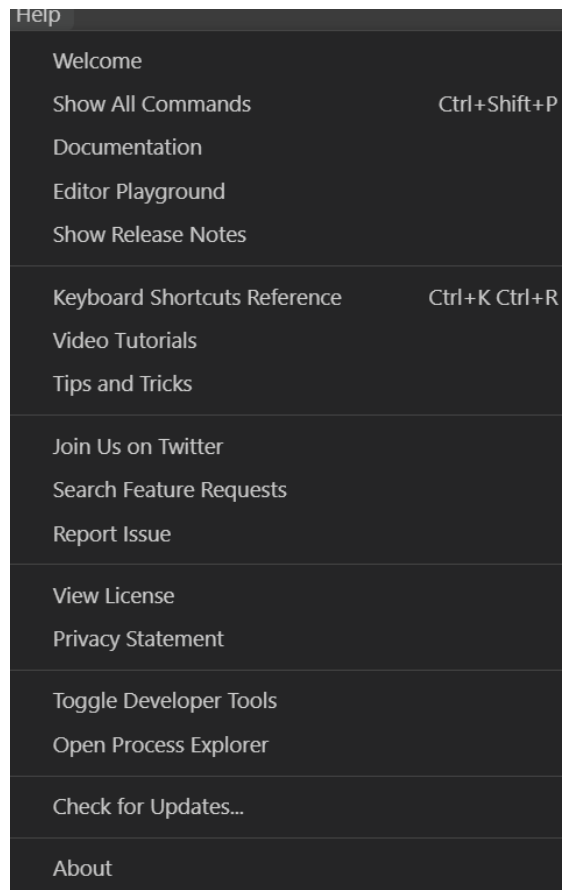 Help
Welcome
Show All Commands Ctrl+Shift+P
Documentation
Editor Playground
Show Release Notes
Keyboard Shortcuts Reference Ctrl+K Ctrl+R
Video Tutorials
Tips and Tricks
Join Us on Twitter
Search Feature Requests
Report Issue
View License
Privacy Statement
Toggle Developer Tools
Open Process Explorer
Check for Updates...
About